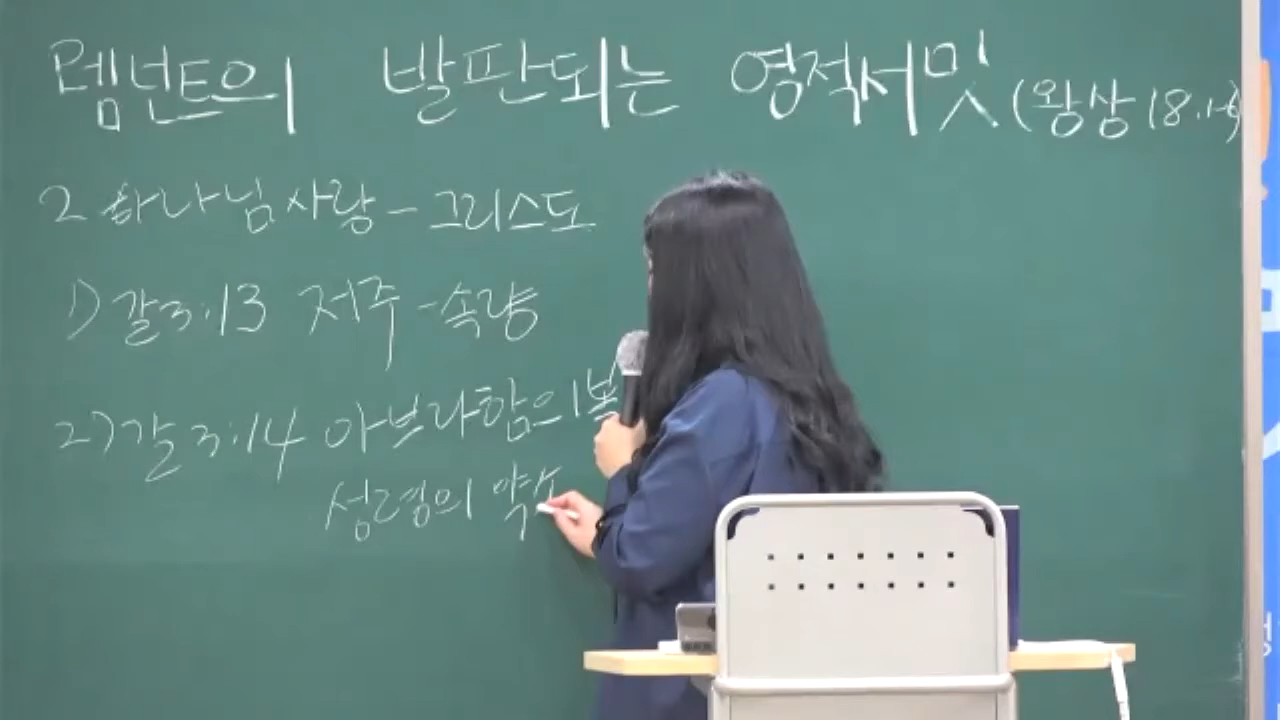 렘넌트의 발판되는 영적서밋 (왕상 18:1-6)
2 하나님사랑 - 그리스도
1) 갈3:13 저주 - 속량
2) 갈3:14 아브라함의 복
성령의 약속